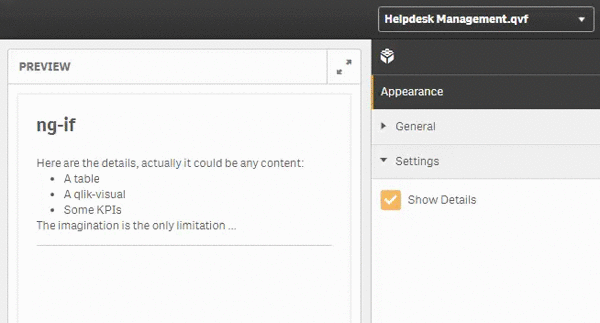 Helpdesk Management.qvf
PREVIEW
Appearance
ng-if
General
Here are the details, actually it could be any content:
Settings
• A table
• A qlik-visual
Show Details
• Some KPIs
The imagination is the only limitation ...